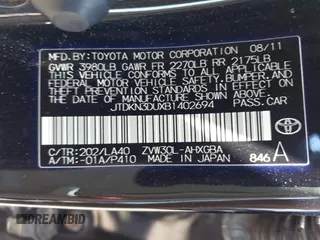 MFD.BY:TOYOTA MOTOR CORPORATION 08/11
GVWR 3980LB GAWR FR 2270LB RR 2175LB
THIS VEHICLE CONFORMS TO ALL APPLICABLE
FEDERAL MOTOR VEHICLE SAFETY, BUMPER, AND
THEFT PREVENTION STANDARDS IN EFFECT ON
THE DATE OF MANUFACTURE SHOWN ABOVE.
JTDKN3DUXB1402694 PASS.CAR
C/TR:202/LA40 ZVW30L-AHXGBA
A/TM:-01A/P410 MADE IN JAPAN 846 A
DREAMBID